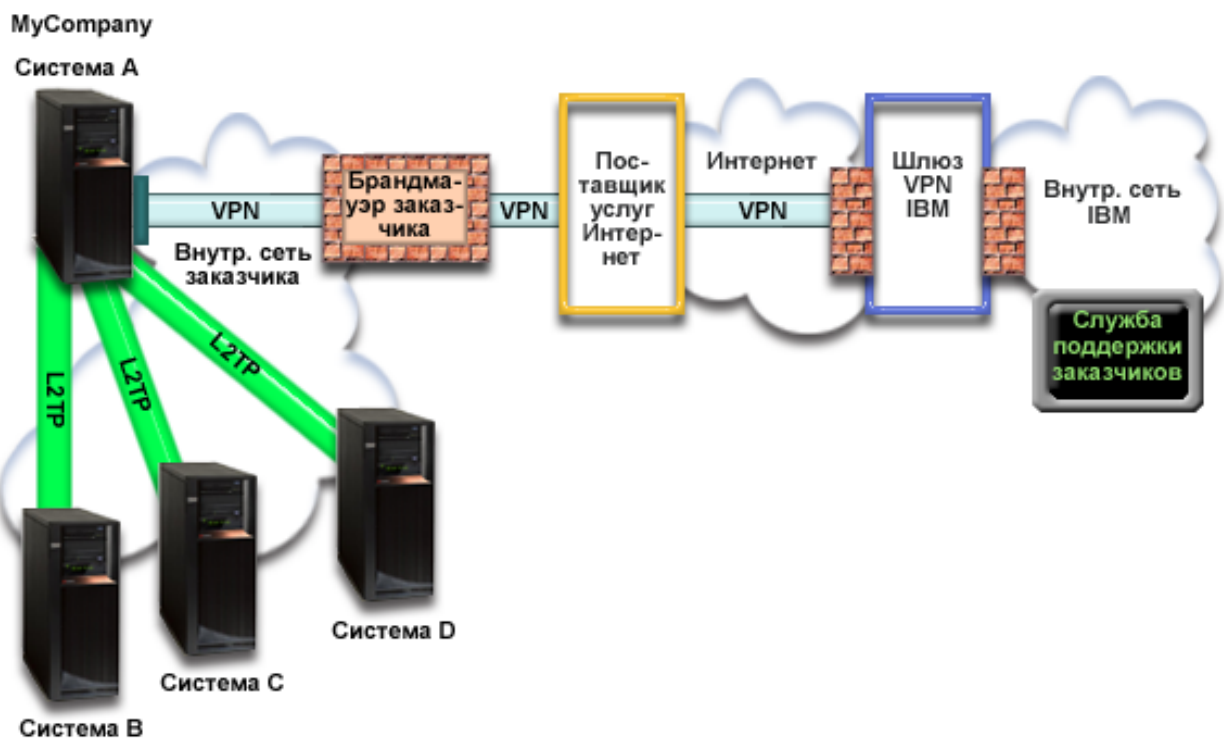 MyCompany
Система A
VPN
Внутр. сеть
заказчика
Брандма-
уэр заказ-
чика
VPN
Пос-
тавщик
услуг
Интер-
нет
Интернет
VPN
Шлюз
VPN
IBM
Внутр. сеть
IBM
Служба
поддержки
заказчиков
L2TP
L2TP
L2TP
Система D
Система C
Система B